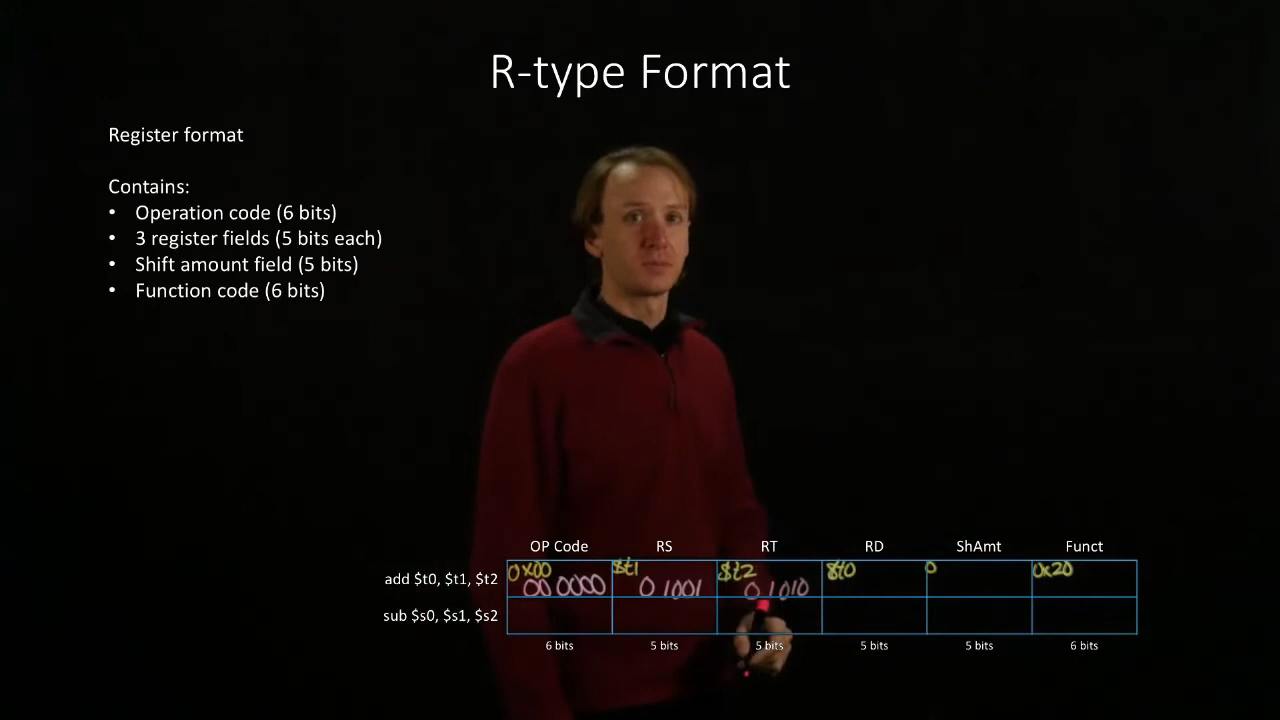 R-type Format
Register format
Contains:
• Operation code (6 bits)
• 3 register fields (5 bits each)
• Shift amount field (5 bits)
• Function code (6 bits)
OP Code RS RT RD ShAmt Funct
add $t0, $t1, $t2 0x00 $t1 $t2 $t0 0 0x20
00 0000 0 1001 0 1010
sub $s0, $s1, $s2
6 bits 5 bits 5 bits 5 bits 5 bits 6 bits